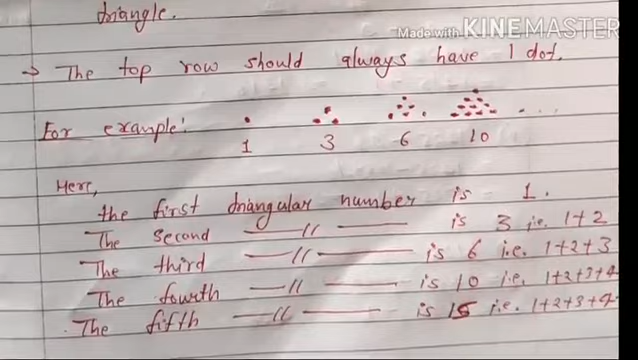 triangle.
Made with KINEMASTER
→ The top row should always have 1 dot.
For example: 1 3 6 10 ...
Here,
the first triangular number is 1.
The second —〃— is 3 i.e. 1+2
The third —〃— is 6 i.e. 1+2+3
The fourth —〃— is 10 i.e. 1+2+3+4
The fifth —〃— is 15 i.e. 1+2+3+4